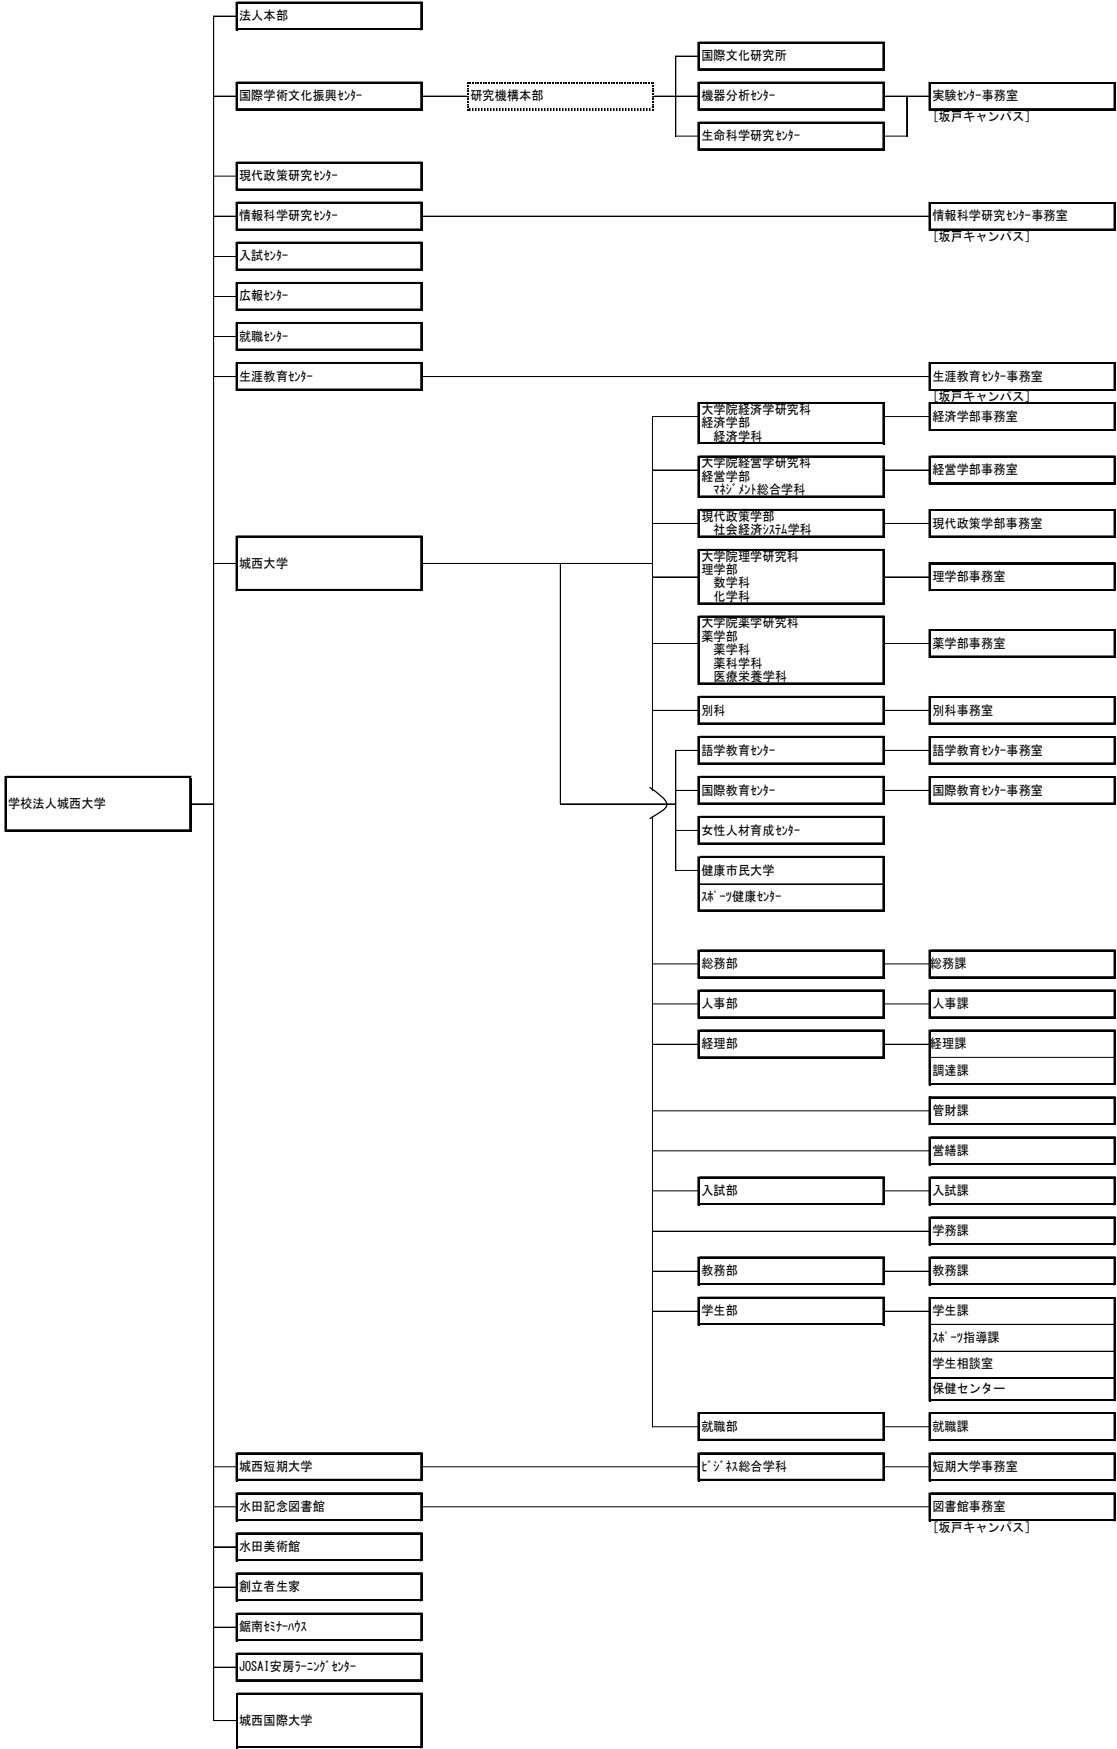 法人本部
国際文化研究所
国際学術文化振興ｾﾝﾀｰ
研究機構本部
機器分析ｾﾝﾀｰ
実験ｾﾝﾀｰ事務室
[坂戸キャンパス]
生命科学研究ｾﾝﾀｰ
現代政策研究ｾﾝﾀｰ
情報科学研究ｾﾝﾀｰ
情報科学研究ｾﾝﾀｰ事務室
[坂戸キャンパス]
入試ｾﾝﾀｰ
広報ｾﾝﾀｰ
就職ｾﾝﾀｰ
生涯教育ｾﾝﾀｰ
生涯教育ｾﾝﾀｰ事務室
[坂戸キャンパス]
大学院経済学研究科
経済学部
経済学科
経済学部事務室
大学院経営学研究科
経営学部
ﾏﾈｼﾞﾒﾝﾄ総合学科
経営学部事務室
現代政策学部
社会経済ｼｽﾃﾑ学科
現代政策学部事務室
城西大学
大学院理学研究科
理学部
数学科
化学科
理学部事務室
大学院薬学研究科
薬学部
薬学科
薬科学科
医療栄養学科
薬学部事務室
別科
別科事務室
語学教育ｾﾝﾀｰ
語学教育ｾﾝﾀｰ事務室
学校法人城西大学
国際教育ｾﾝﾀｰ
国際教育ｾﾝﾀｰ事務室
女性人材育成ｾﾝﾀｰ
健康市民大学
ｽﾎﾟｰﾂ健康ｾﾝﾀｰ
総務部
総務課
人事部
人事課
経理部
経理課
調達課
管財課
営繕課
入試部
入試課
学務課
教務部
教務課
学生部
学生課
ｽﾎﾟｰﾂ指導課
学生相談室
保健センター
就職部
就職課
城西短期大学
ﾋﾞｼﾞﾈｽ総合学科
短期大学事務室
水田記念図書館
図書館事務室
[坂戸キャンパス]
水田美術館
創立者生家
鋸南ｾﾐﾅｰﾊｳｽ
JOSAI安房ﾗｰﾆﾝｸﾞｾﾝﾀｰ
城西国際大学